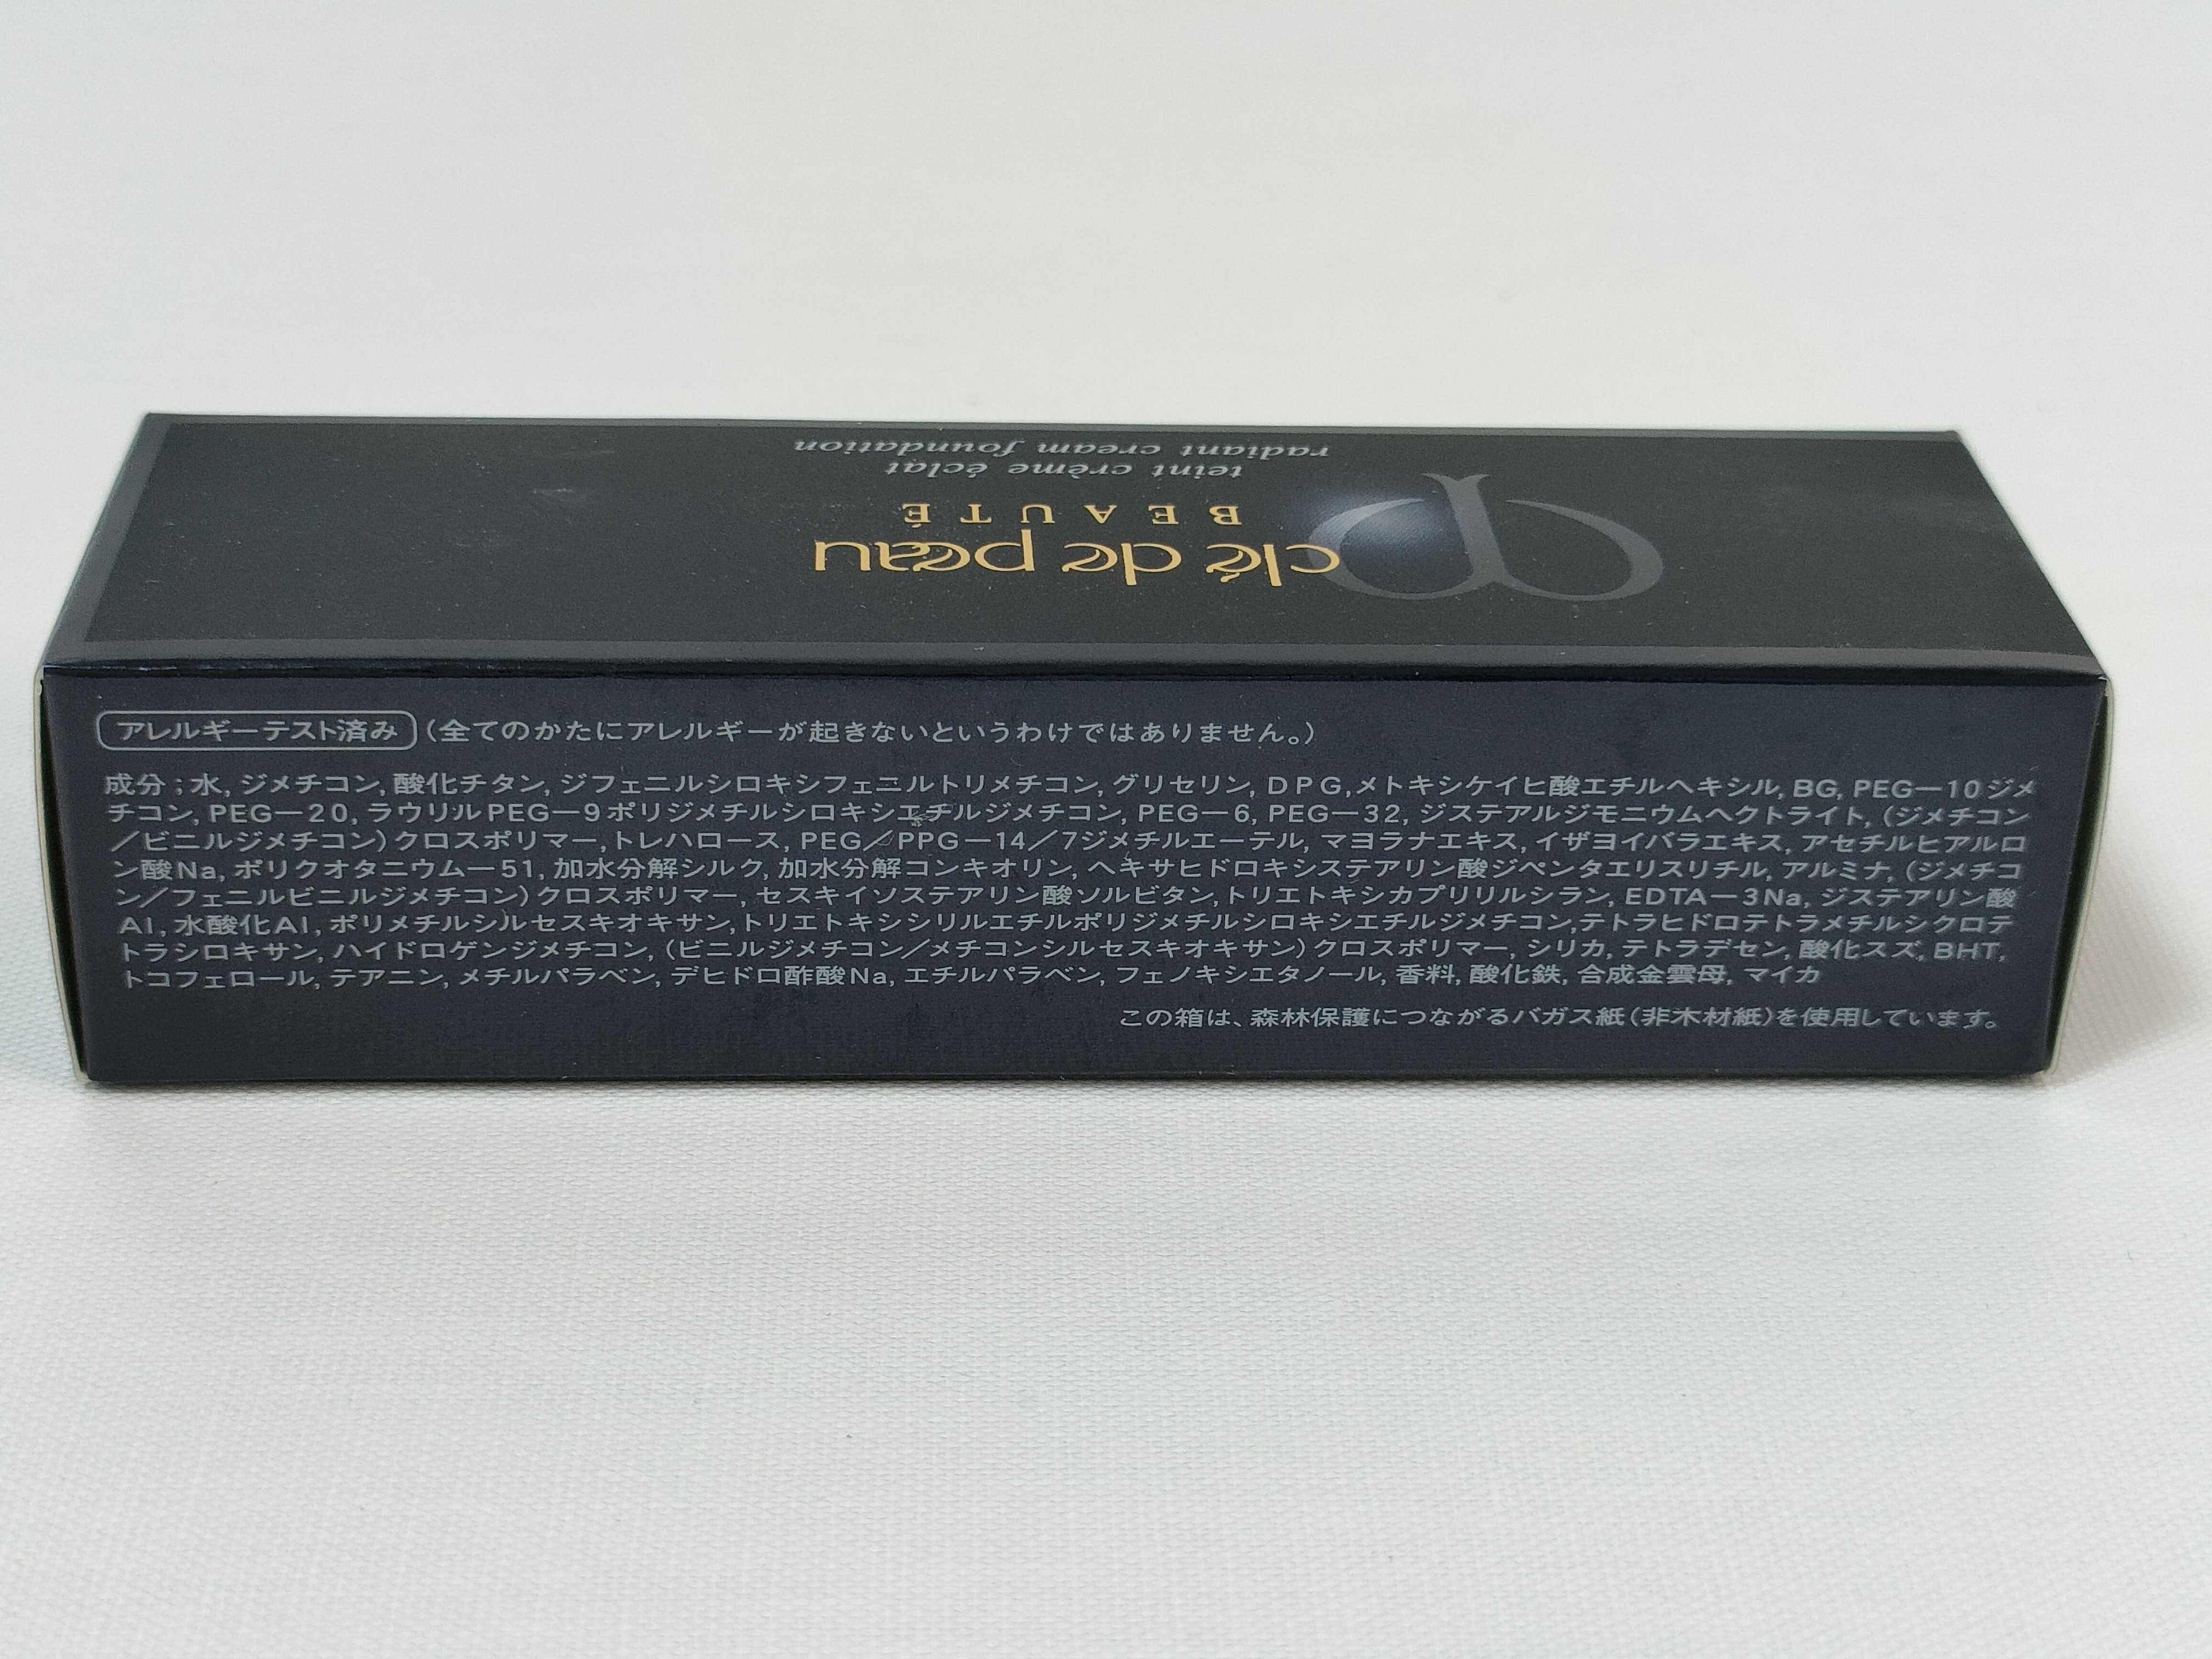 radiant cream foundation
teint crème éclat
BEAUTÉ
clé de peau
アレルギーテスト済み（全てのかたにアレルギーが起きないというわけではありません。）
成分；水, ジメチコン, 酸化チタン, ジフェニルシロキシフェニルトリメチコン, グリセリン, DPG, メトキシケイヒ酸エチルヘキシル, BG, PEG－10ジメ
チコン, PEG－20, ラウリルPEG－9ポリジメチルシロキシエチルジメチコン, PEG－6, PEG－32, ジステアルジモニウムヘクトライト, （ジメチコン
／ビニルジメチコン）クロスポリマー, トレハロース, PEG／PPG－14／7ジメチルエーテル, マヨラナエキス, イザヨイバラエキス, アセチルヒアルロ
ン酸Na, ポリクオタニウム－51, 加水分解シルク, 加水分解コンキオリン, ヘキサヒドロキシステアリン酸ジペンタエリスリチル, アルミナ, （ジメチコ
ン／フェニルビニルジメチコン）クロスポリマー, セスキイソステアリン酸ソルビタン, トリエトキシカプリリルシラン, EDTA－3Na, ジステアリン酸
Al, 水酸化Al, ポリメチルシルセスキオキサン, トリエトキシシリルエチルポリジメチルシロキシエチルジメチコン, テトラヒドロテトラメチルシクロテ
トラシロキサン, ハイドロゲンジメチコン, （ビニルジメチコン／メチコンシルセスキオキサン）クロスポリマー, シリカ, テトラデセン, 酸化スズ, BHT,
トコフェロール, テアニン, メチルパラベン, デヒドロ酢酸Na, エチルパラベン, フェノキシエタノール, 香料, 酸化鉄, 合成金雲母, マイカ
この箱は、森林保護につながるバガス紙（非木材紙）を使用しています。